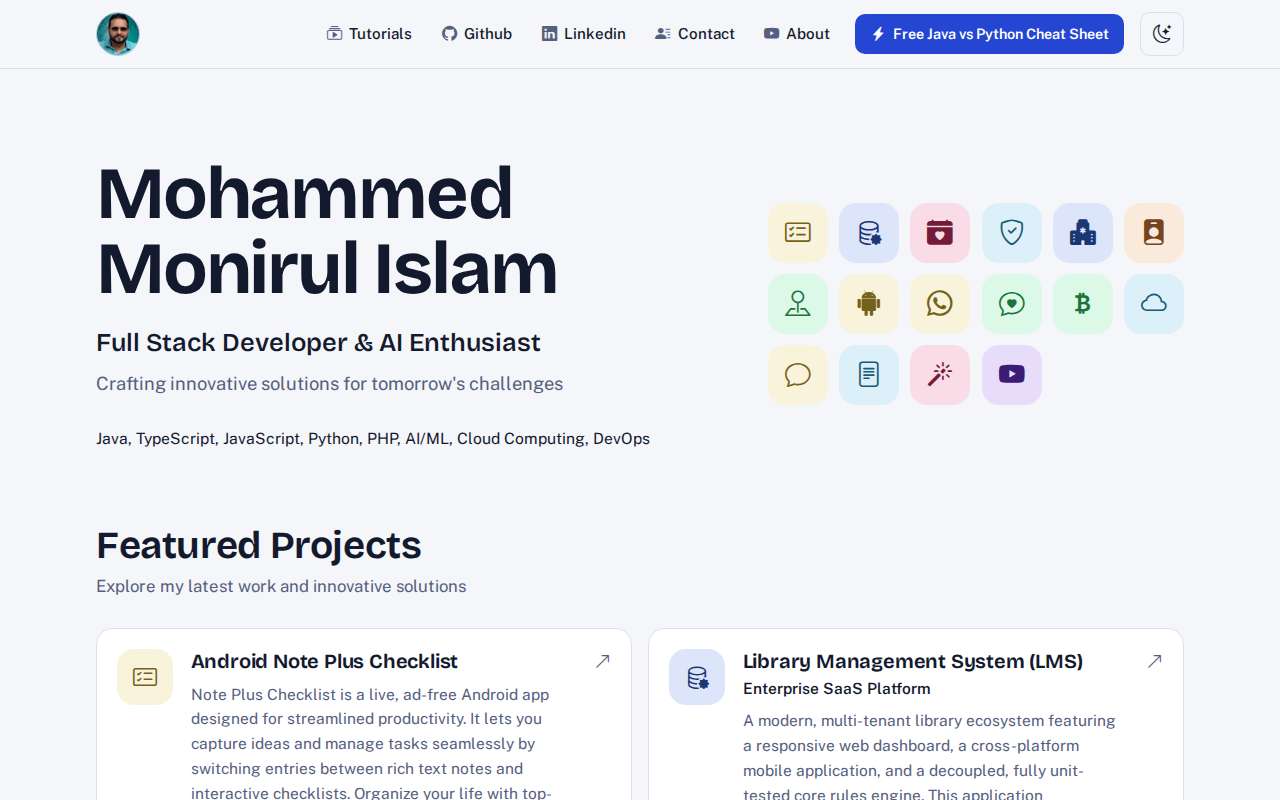 Tutorials
Github
Linkedin
Contact
About
Free Java vs Python Cheat Sheet
Mohammed
Monirul Islam
Full Stack Developer & AI Enthusiast
Crafting innovative solutions for tomorrow's challenges
Java, TypeScript, JavaScript, Python, PHP, AI/ML, Cloud Computing, DevOps
Featured Projects
Explore my latest work and innovative solutions
Android Note Plus Checklist
Note Plus Checklist is a live, ad-free Android app
designed for streamlined productivity. It lets you
capture ideas and manage tasks seamlessly by
switching entries between rich text notes and
interactive checklists. Organize your life with top-
Library Management System (LMS)
Enterprise SaaS Platform
A modern, multi-tenant library ecosystem featuring
a responsive web dashboard, a cross-platform
mobile application, and a decoupled, fully unit-
tested core rules engine. This application